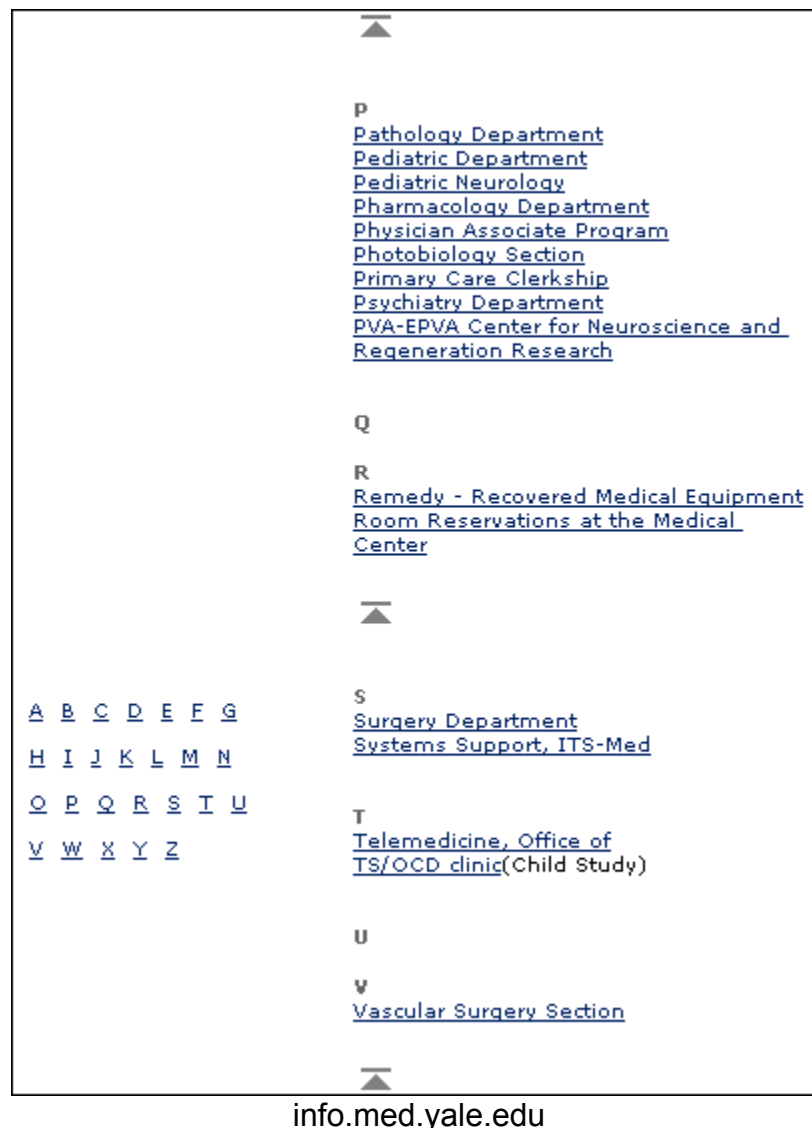 P
Pathology Department
Pediatric Department
Pediatric Neurology
Pharmacology Department
Physician Associate Program
Photobiology Section
Primary Care Clerkship
Psychiatry Department
PVA-EPVA Center for Neuroscience and
Regeneration Research
Q
R
Remedy - Recovered Medical Equipment
Room Reservations at the Medical
Center
A B C D E F G
H I J K L M N
O P Q R S T U
V W X Y Z
S
Surgery Department
Systems Support, ITS-Med
T
Telemedicine, Office of
TS/OCD clinic(Child Study)
U
V
Vascular Surgery Section
info.med.yale.edu